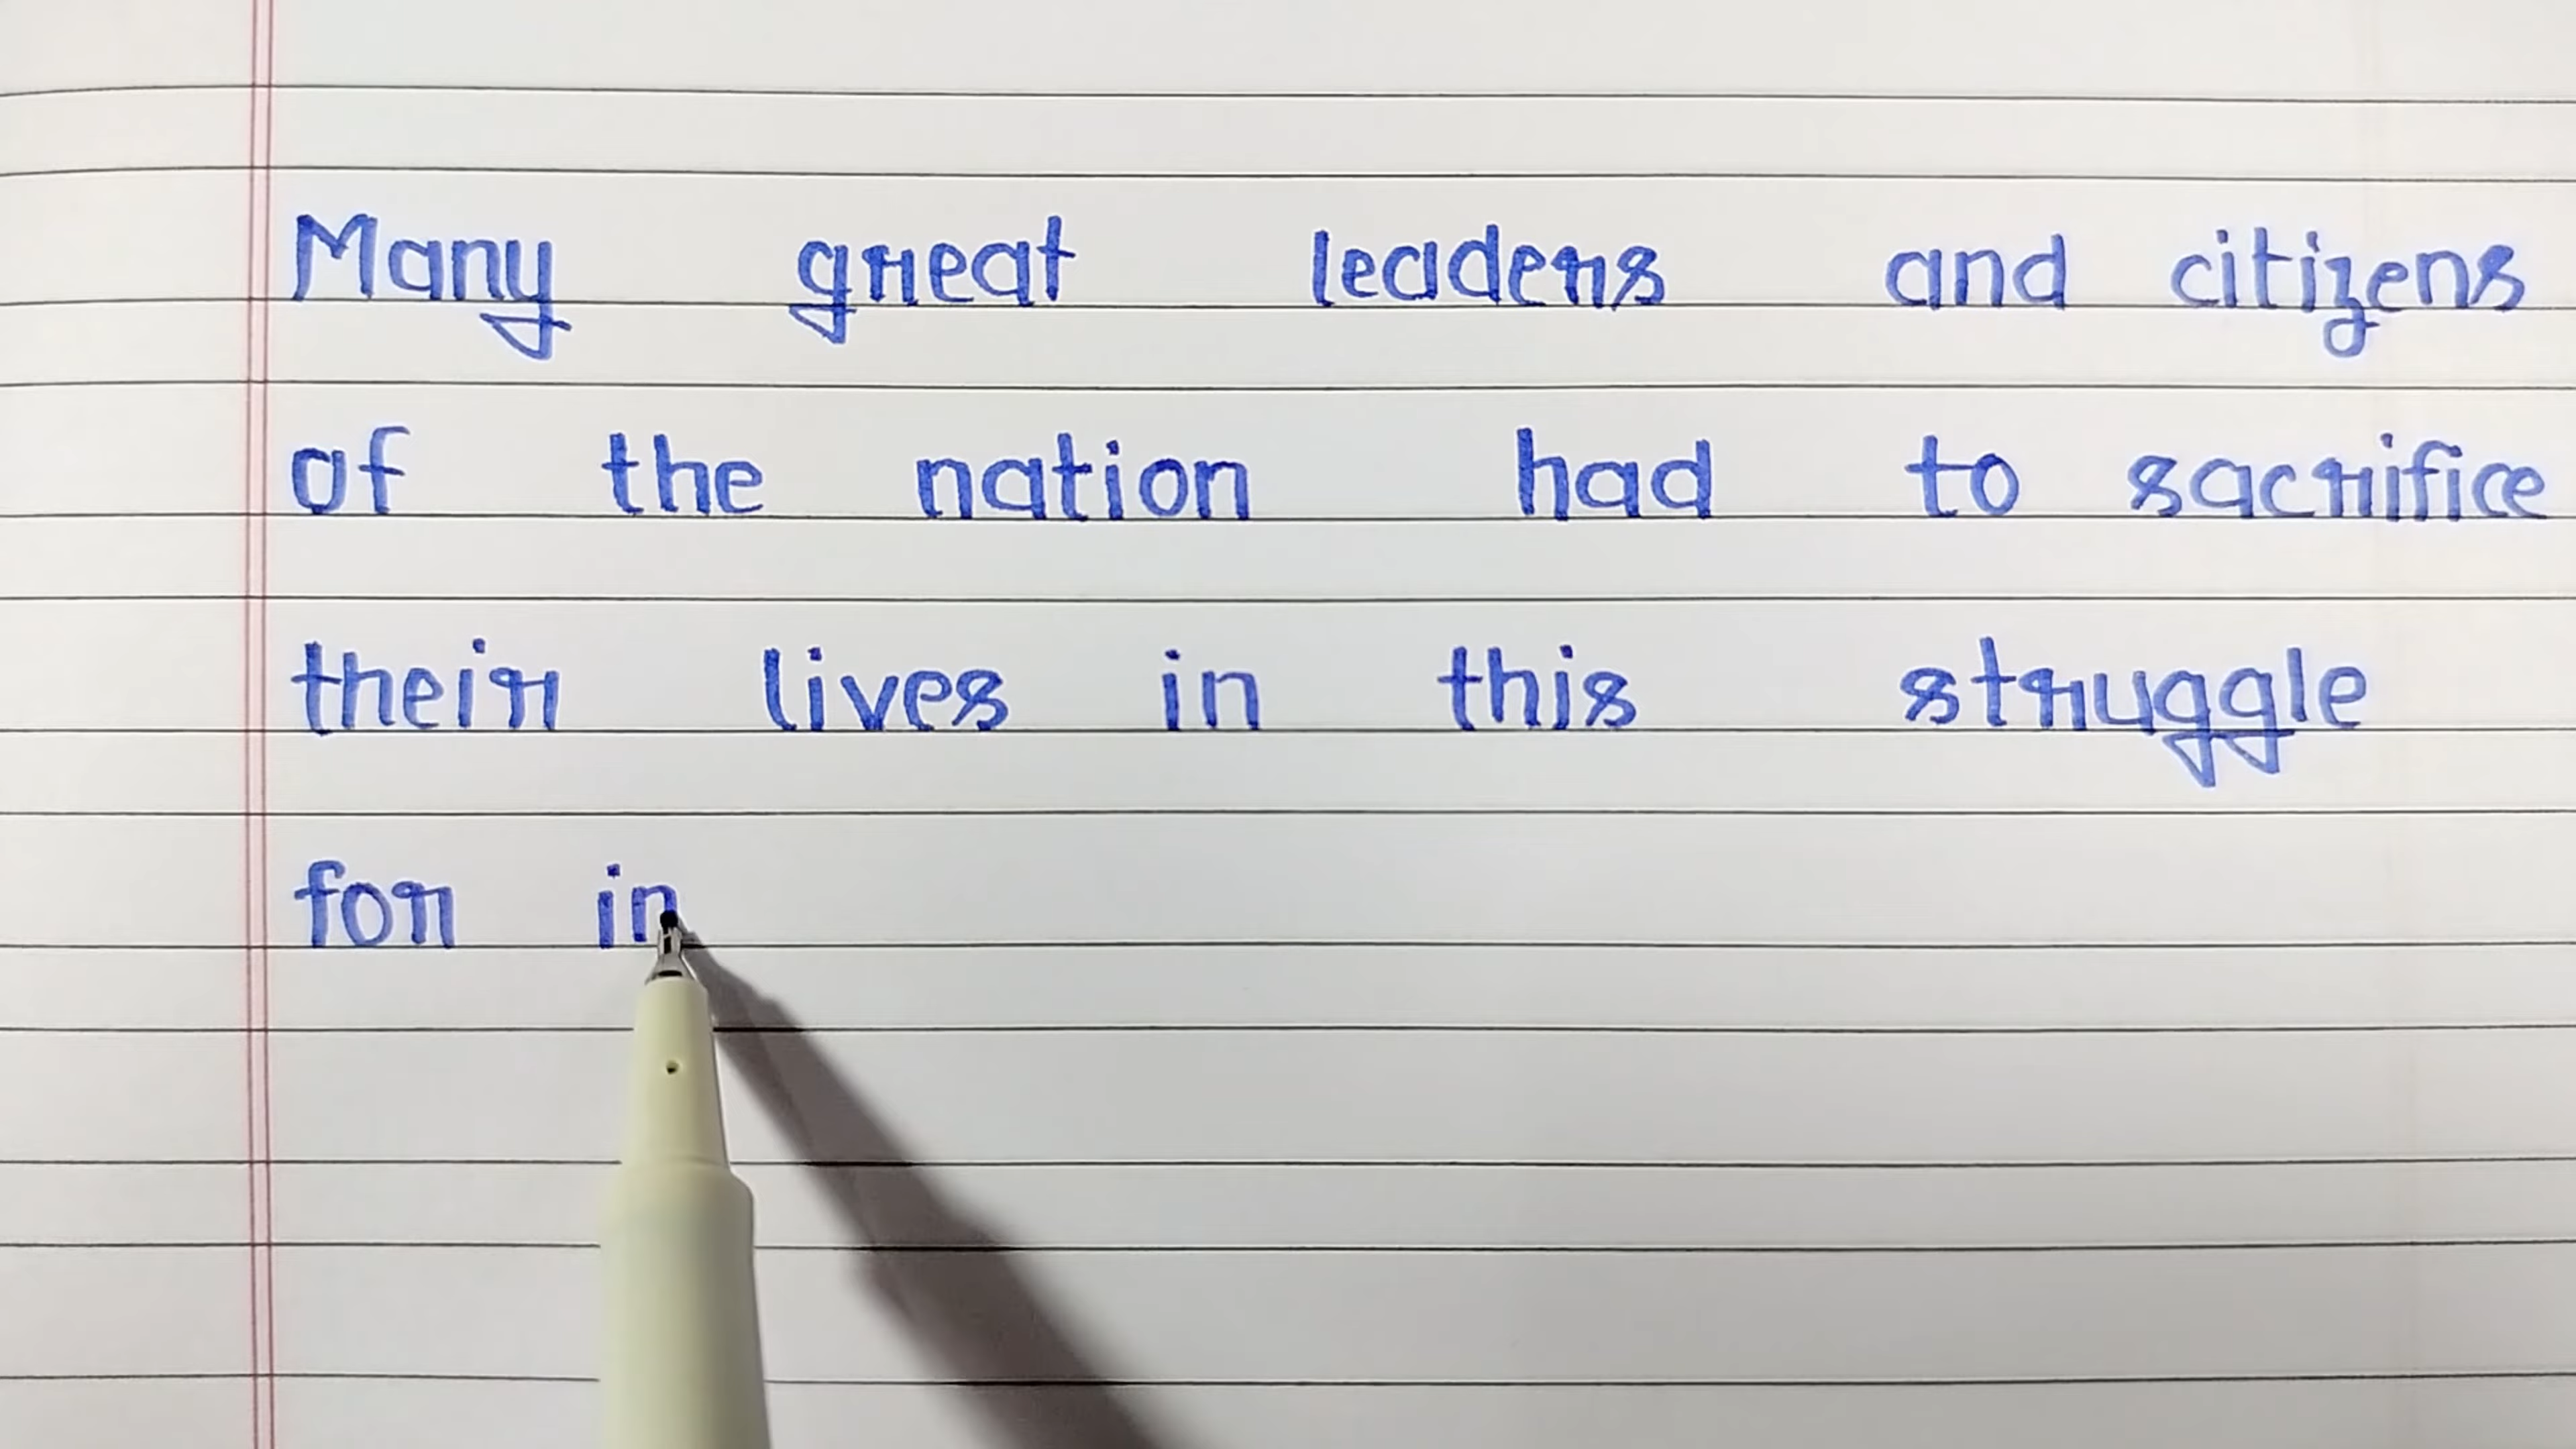 Many great leaders and citizens
of the nation had to sacrifice
their lives in this struggle
for in